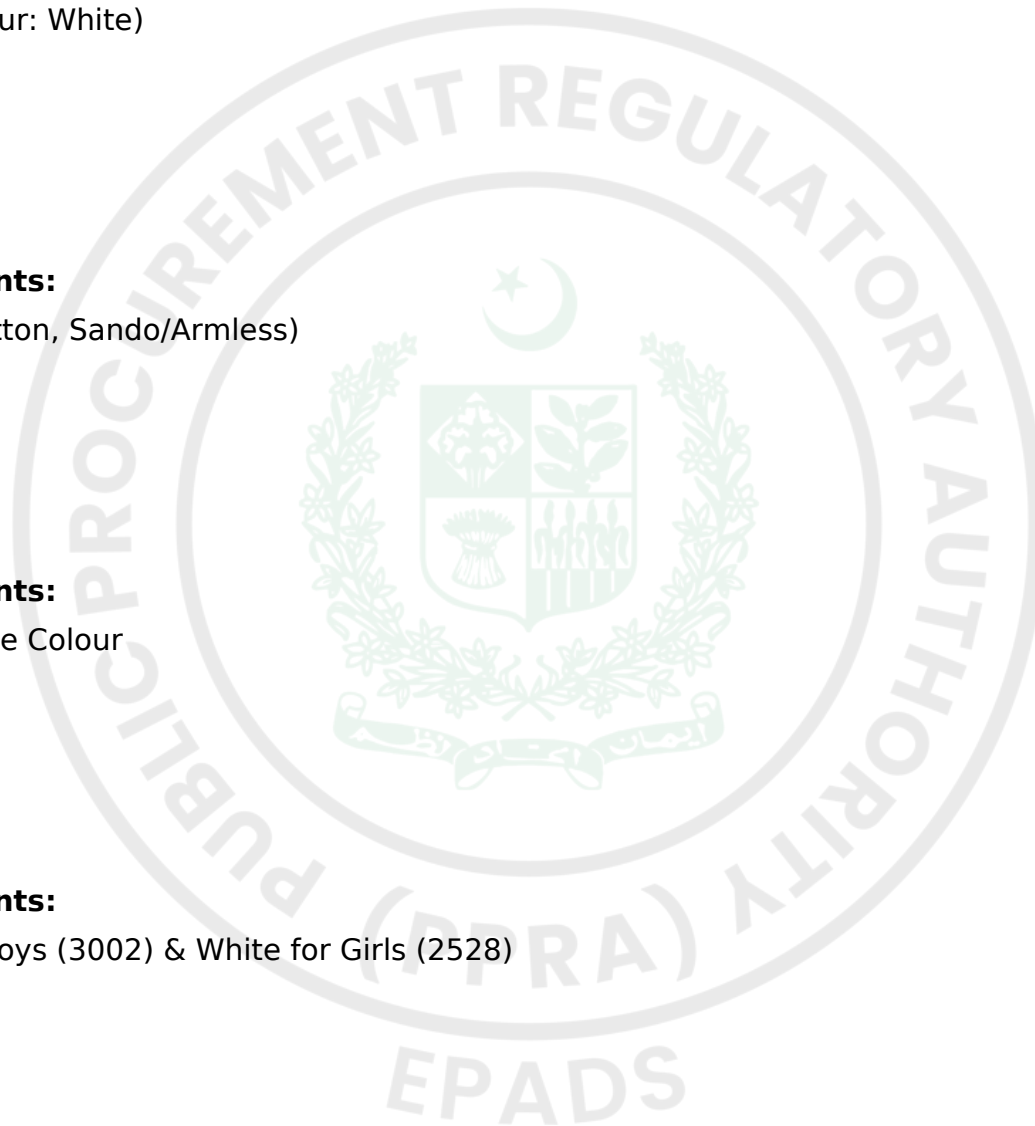 ur: White)
nts:
ton, Sando/Armless)
nts:
e Colour
nts:
oys (3002) & White for Girls (2528)
PUBLIC PROCUREMENT REGULATORY AUTHORITY
(PPRA)
EPADS